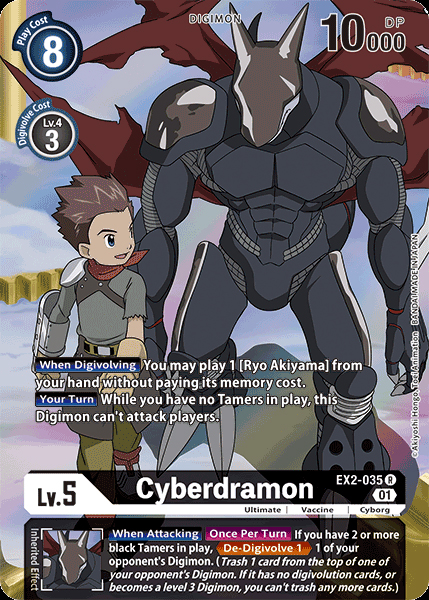 DIGIMON
Play Cost
8
10000
DP
Digivolve Cost
Lv.4
3
©Akiyoshi Hongo, Toei Animation BANDAI MADE IN JAPAN
When Digivolving You may play 1 [Ryo Akiyama] from
your hand without paying its memory cost.
Your Turn While you have no Tamers in play, this
Digimon can't attack players.
Lv.5
Cyberdramon
EX2-035 R
01
Ultimate | Vaccine | Cyborg
Inherited Effect
When Attacking Once Per Turn If you have 2 or more
black Tamers in play, De-Digivolve 1 1 of your
opponent's Digimon. (Trash 1 card from the top of one
of your opponent's Digimon. If it has no digivolution cards, or
becomes a level 3 Digimon, you can't trash any more cards.)